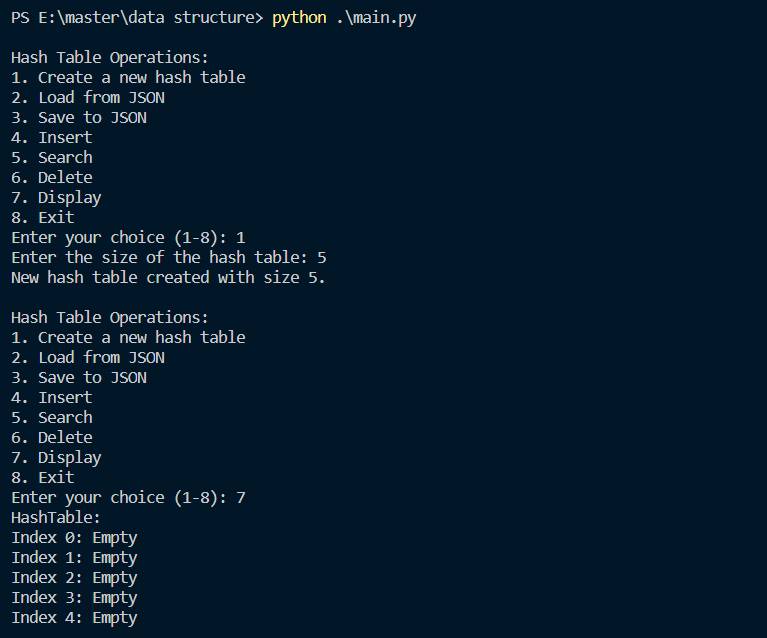 PS E:\master\data structure> python .\main.py
Hash Table Operations:
1. Create a new hash table
2. Load from JSON
3. Save to JSON
4. Insert
5. Search
6. Delete
7. Display
8. Exit
Enter your choice (1-8): 1
Enter the size of the hash table: 5
New hash table created with size 5.
Hash Table Operations:
1. Create a new hash table
2. Load from JSON
3. Save to JSON
4. Insert
5. Search
6. Delete
7. Display
8. Exit
Enter your choice (1-8): 7
HashTable:
Index 0: Empty
Index 1: Empty
Index 2: Empty
Index 3: Empty
Index 4: Empty